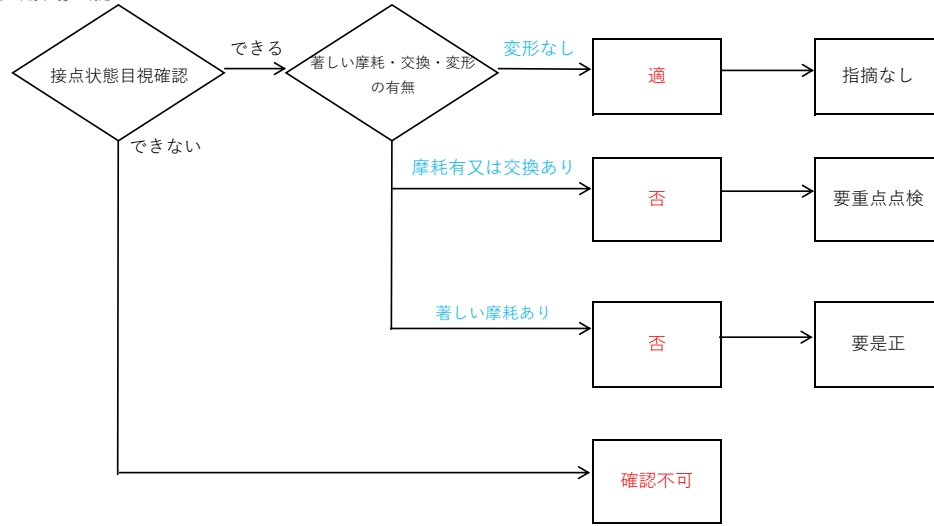 できる
変形なし
接点状態目視確認
著しい摩耗・交換・変形
の有無
適
指摘なし
できない
摩耗有又は交換あり
否
要重点点検
著しい摩耗あり
否
要是正
確認不可